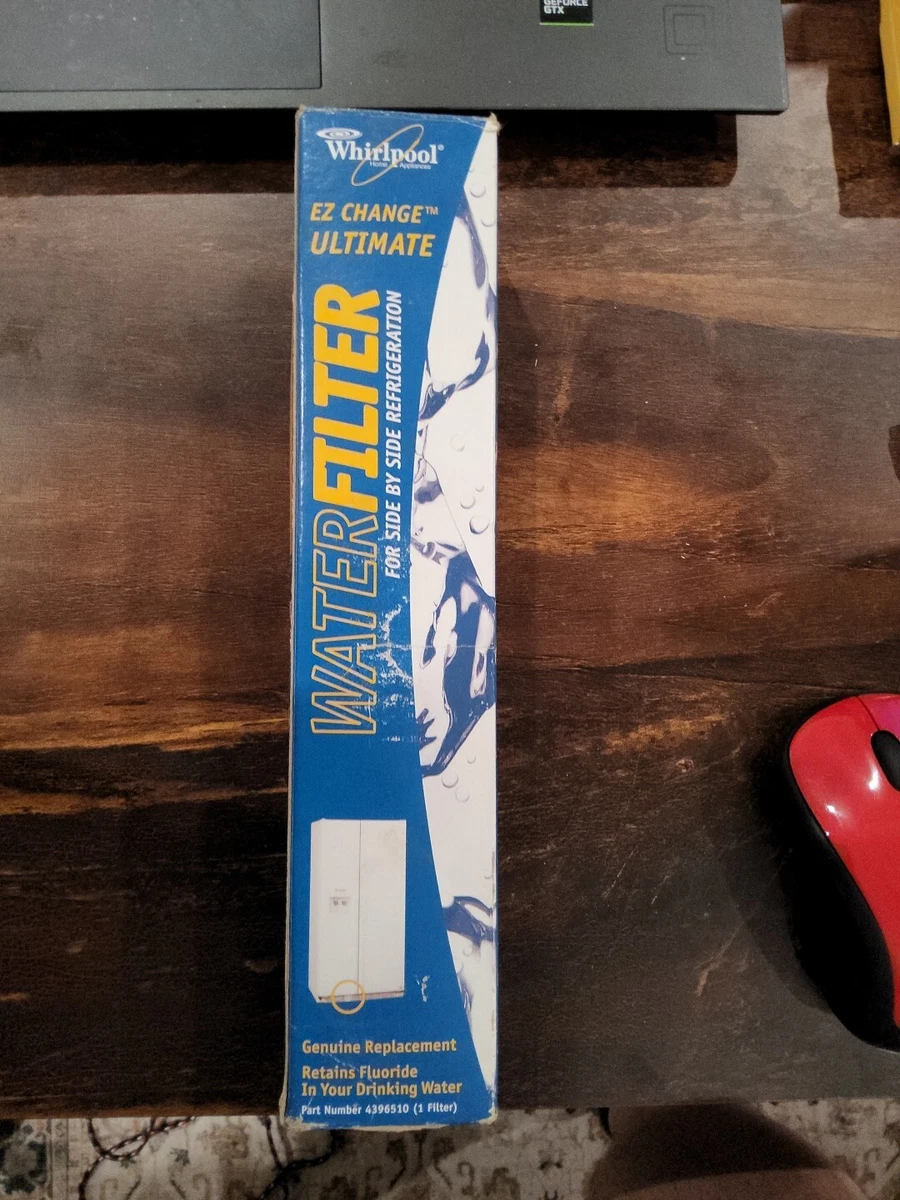 GEFORCE
GTX
Whirlpool®
Home Appliances
EZ CHANGE™
ULTIMATE
WATERFILTER
FOR SIDE BY SIDE REFRIGERATION
Genuine Replacement
Retains Fluoride
In Your Drinking Water
Part Number 4396510 (1 Filter)